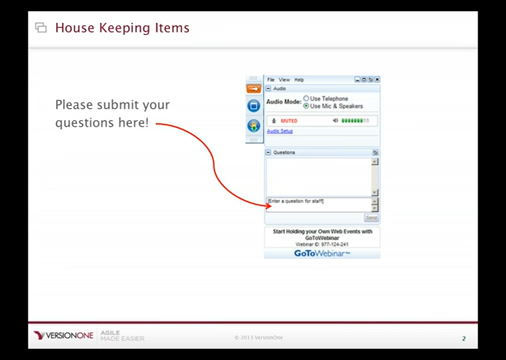 House Keeping Items
Please submit your
questions here!
File View Help
Audio
Audio Mode: Use Telephone
Use Mic & Speakers
MUTED
Audio Setup
Questions
[Enter a question for staff]
Send
Start Holding your Own Web Events with
GoToWebinar
Webinar ID: 977-124-241
GoToWebinar
VERSIONONE AGILE
MADE EASIER
© 2013 VersionOne
2